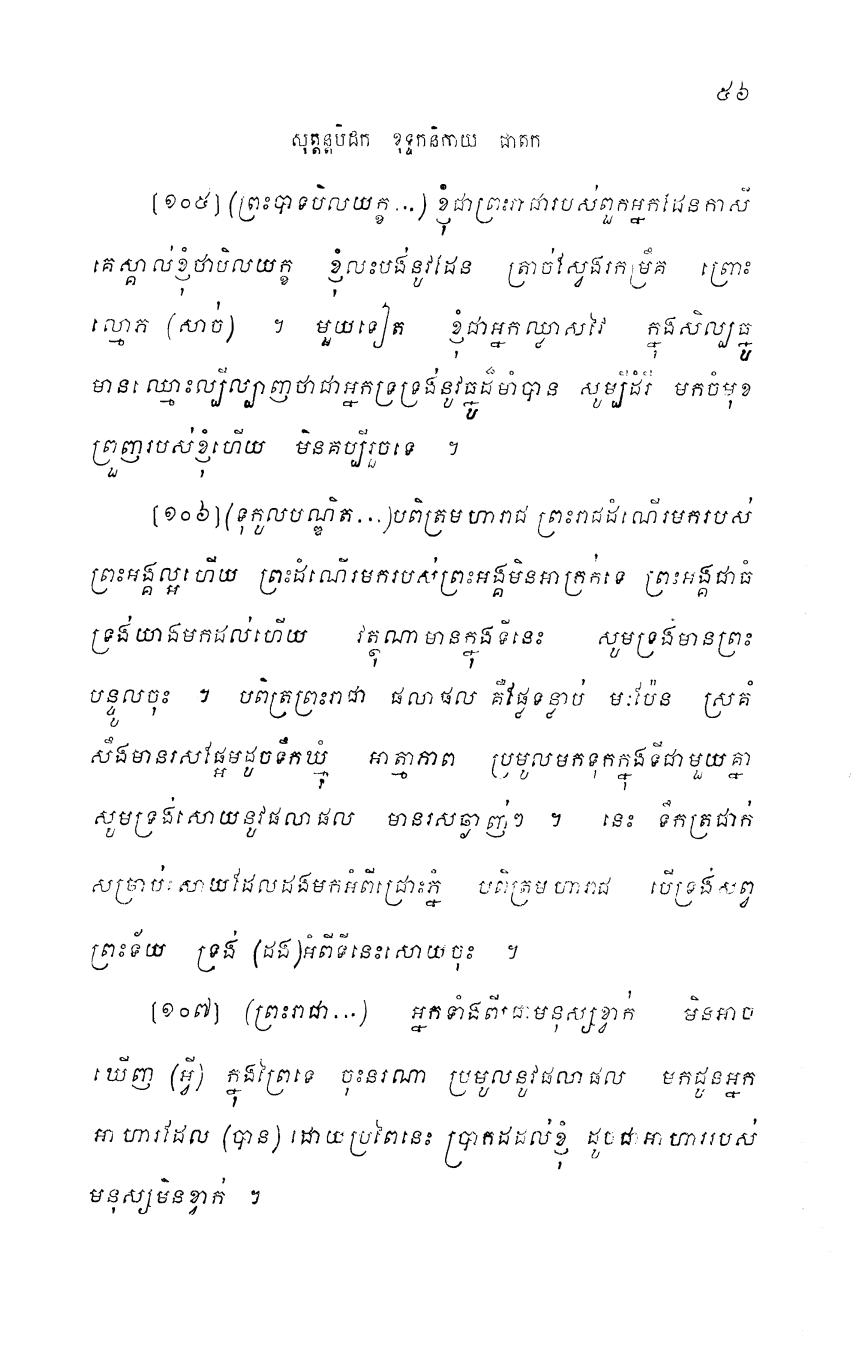 ៥៦
សុត្តន្តបិដក ខុទ្ទកនិកាយ ជាតក
[១០៥] (ព្រះបាទបិលយក្ខ...) ខ្ញុំជាព្រះរាជារបស់ពួកអ្នកដែនកាសី
គេស្គាល់ខ្ញុំថាបិលយក្ខ ខ្ញុំលះបង់នូវដែន ត្រាច់ស្វែងរកម្រឹគ ព្រោះ
ល្មោភ (សាច់) ។ មួយទៀត ខ្ញុំជាអ្នកឈ្លាសវៃ ក្នុងសិល្បធ្នូ
មានឈ្មោះល្បីល្បាញថាជាអ្នកទ្រទ្រង់នូវធ្នូដ៏មាំបាន សូម្បីដំរី មកចំមុខ
ព្រួញរបស់ខ្ញុំហើយ មិនគប្បីរួចទេ ។
[១០៦] (ទុកូលបណ្ឌិត...) បពិត្រមហារាជ ព្រះរាជដំណើរមករបស់
ព្រះអង្គល្អហើយ ព្រះដំណើរមករបស់ព្រះអង្គមិនអាក្រក់ទេ ព្រះអង្គជាធំ
ទ្រង់យាងមកដល់ហើយ វត្ថុណាមានក្នុងទីនេះ សូមទ្រង់មានព្រះ
បន្ទូលចុះ ។ បពិត្រព្រះរាជា ផលាផល គឺផ្លែទន្ទាប់ មៈប៉ែន ស្រគំ
សឹងមានរសផ្អែមដូចទឹកឃ្មុំ អាត្មាភាព ប្រមូលមកទុកក្នុងទីជាមួយគ្នា
សូមទ្រង់សោយនូវផលាផល មានរសឆ្ងាញ់ៗ ។ នេះ ទឹកត្រជាក់
សម្រាប់សោយដែលដងមកអំពីជ្រោះភ្នំ បពិត្រមហារាជ បើទ្រង់សព្វ
ព្រះទ័យ ទ្រង់ (ដង) អំពីទីនេះសោយចុះ ។
[១០៧] (ព្រះរាជា...) អ្នកទាំងពីរជាមនុស្សខ្វាក់ មិនអាច
ឃើញ (អ្វី) ក្នុងព្រៃទេ ចុះនរណា ប្រមូលនូវផលាផល មកជូនអ្នក
អាហារដែល (បាន) ដោយប្រពៃនេះ ប្រាកដដល់ខ្ញុំ ដូចជាអាហាររបស់
មនុស្សមិនខ្វាក់ ។